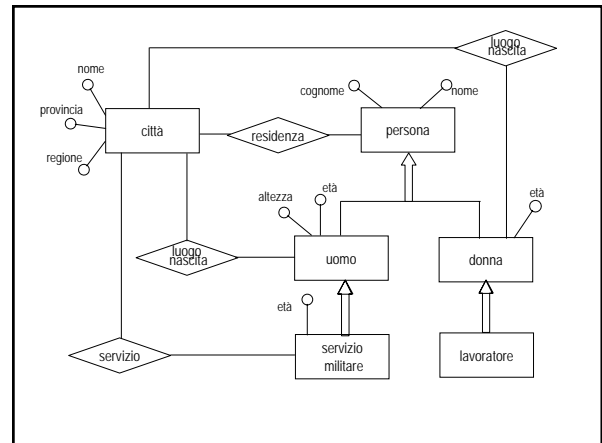 luogo
nascita
nome
cognome
nome
provincia
città
residenza
persona
regione
altezza
età
età
luogo
nascita
uomo
donna
età
servizio
servizio
militare
lavoratore